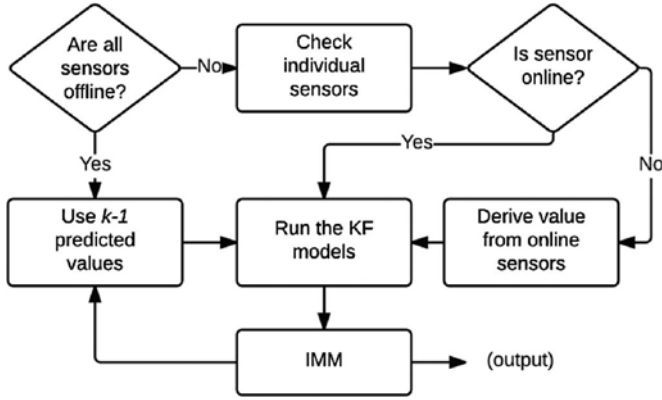 Are all
sensors
offline?
No
Check
individual
sensors
Is sensor
online?
Yes
Yes
No
Use k-1
predicted
values
Run the KF
models
Derive value
from online
sensors
IMM
(output)